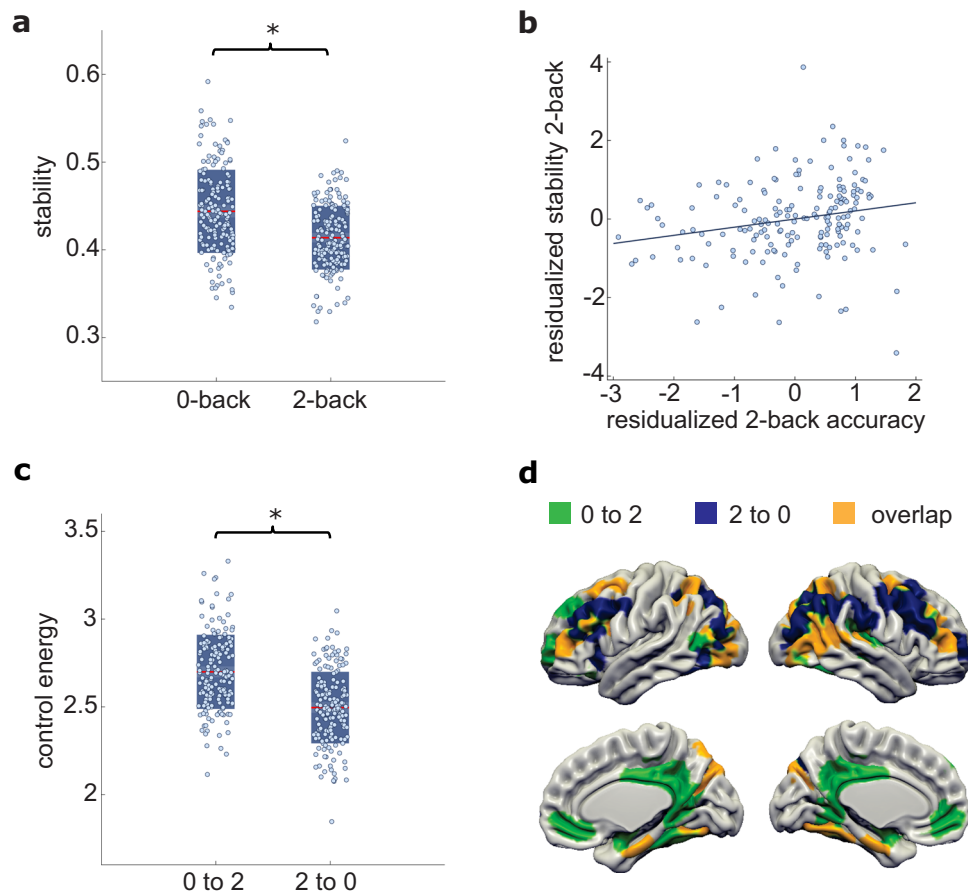 a
*
0.6
0.5
0.4
0.3
stability
0-back 2-back
b
4
2
0
-2
-4
residualized stability 2-back
-3 -2 -1 0 1 2
residualized 2-back accuracy
c
*
3.5
3
2.5
2
control energy
0 to 2 2 to 0
d
0 to 2 2 to 0 overlap